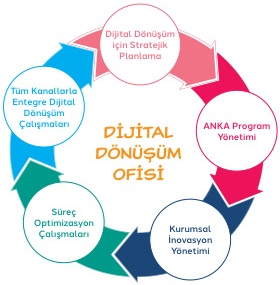 Dijital Dönüşüm
için Stratejik
Planlama
ANKA Program
Yönetimi
Kurumsal
İnovasyon
Yönetimi
Süreç
Optimizasyon
Çalışmaları
Tüm Kanallarla
Entegre Dijital
Dönüşüm
Çalışmaları
DİJİTAL
DÖNÜŞÜM
OFİSİ